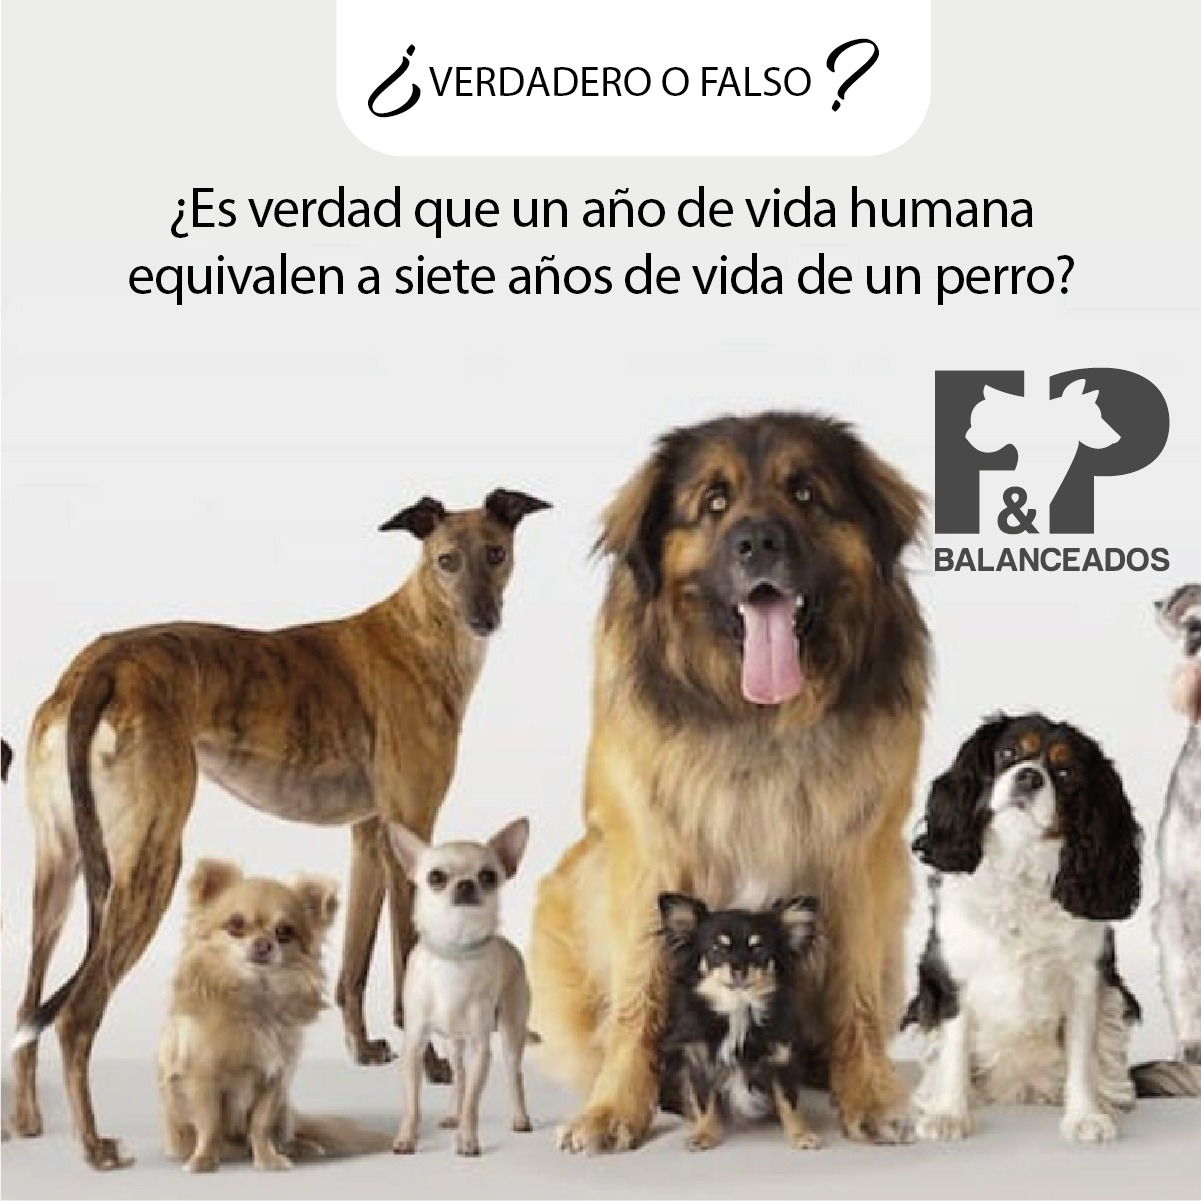 ¿VERDADERO O FALSO?
¿Es verdad que un año de vida humana
equivalen a siete años de vida de un perro?
F&P
BALANCEADOS